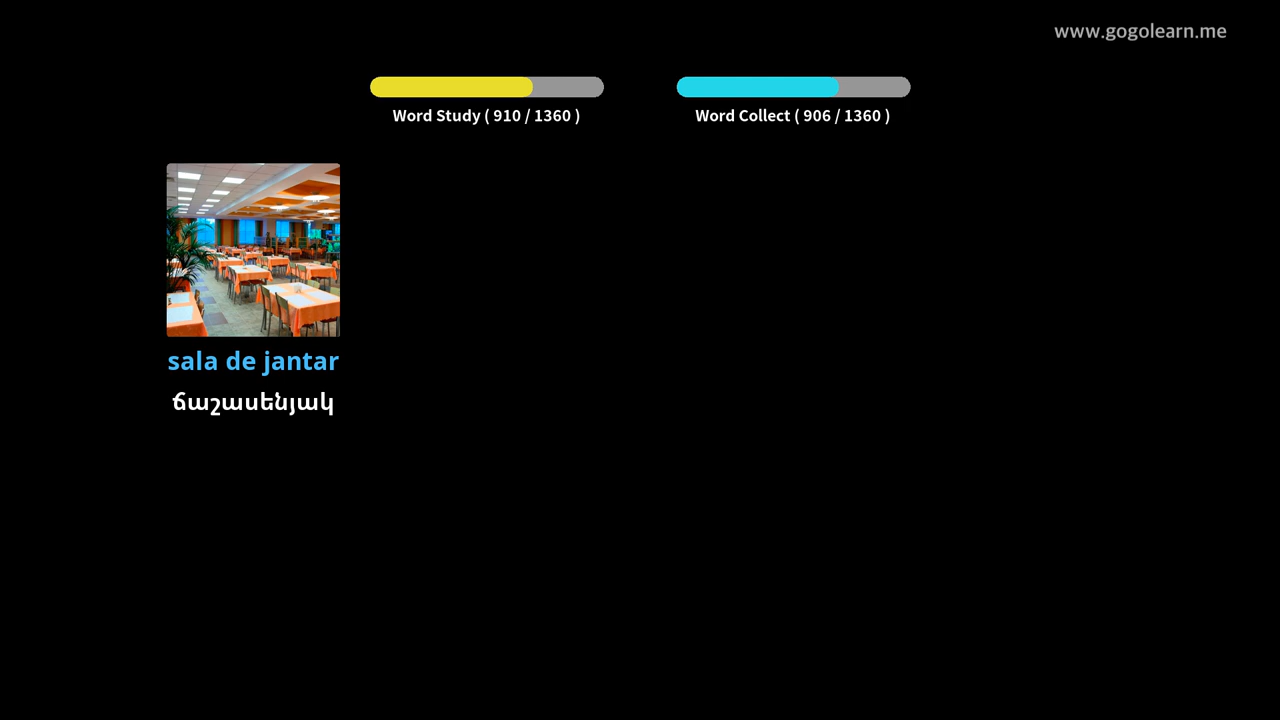 www.gogolearn.me
Word Study ( 910 / 1360 )
Word Collect ( 906 / 1360 )
sala de jantar
ճաշասենյակ